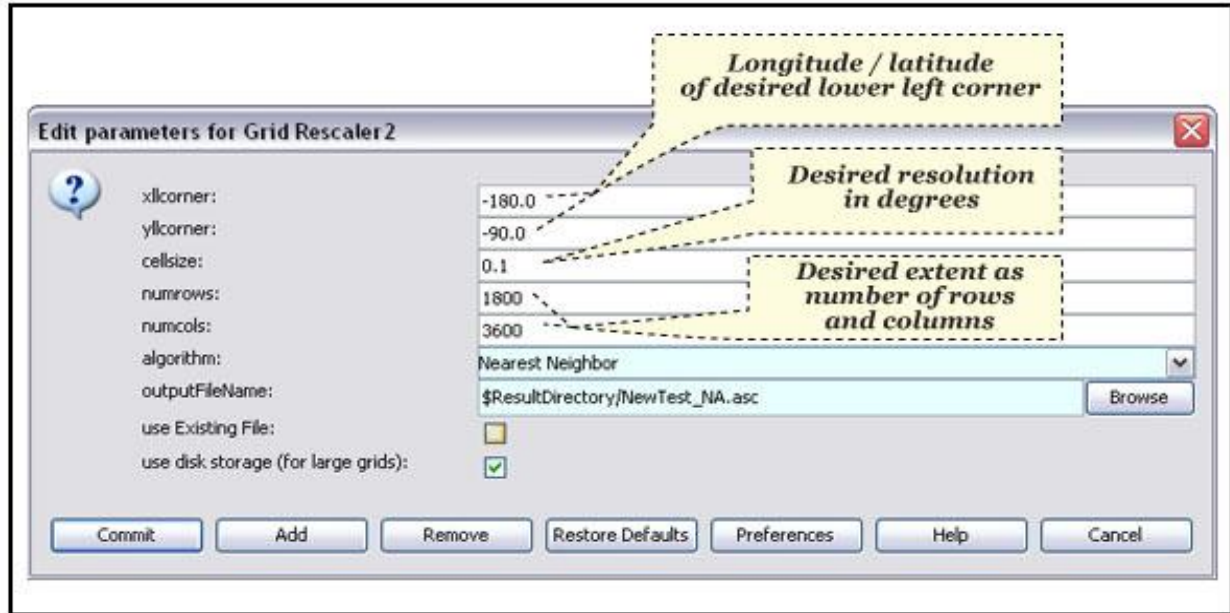 Longitude / latitude
of desired lower left corner
Edit parameters for Grid Rescaler2
?
xllcorner:
-180.0
Desired resolution
in degrees
yllcorner:
-90.0
cellsize:
0.1
Desired extent as
number of rows
and columns
numrows:
1800
numcols:
3600
algorithm:
Nearest Neighbor
outputFileName:
$ResultDirectory/NewTest_NA.asc
Browse
use Existing File:
use disk storage (for large grids):
Commit
Add
Remove
Restore Defaults
Preferences
Help
Cancel